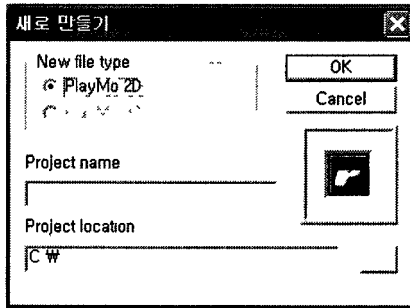 새로 만들기
New file type
PlayMo 2D
OK
Cancel
Project name
Project location
C ₩